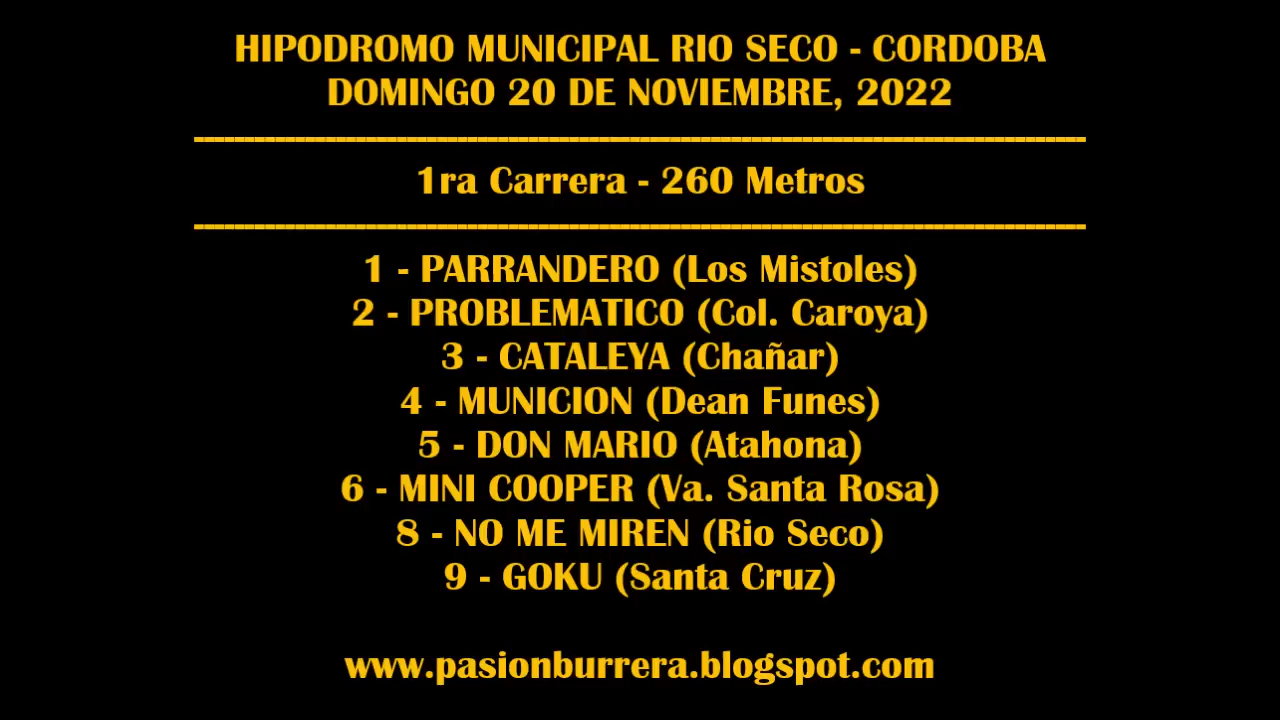 HIPODROMO MUNICIPAL RIO SECO - CORDOBA
DOMINGO 20 DE NOVIEMBRE, 2022
1ra Carrera - 260 Metros
1 - PARRANDERO (Los Mistoles)
2 - PROBLEMATICO (Col. Caroya)
3 - CATALEYA (Chañar)
4 - MUNICION (Dean Funes)
5 - DON MARIO (Atahona)
6 - MINI COOPER (Va. Santa Rosa)
8 - NO ME MIREN (Rio Seco)
9 - GOKU (Santa Cruz)
www.pasionburrera.blogspot.com